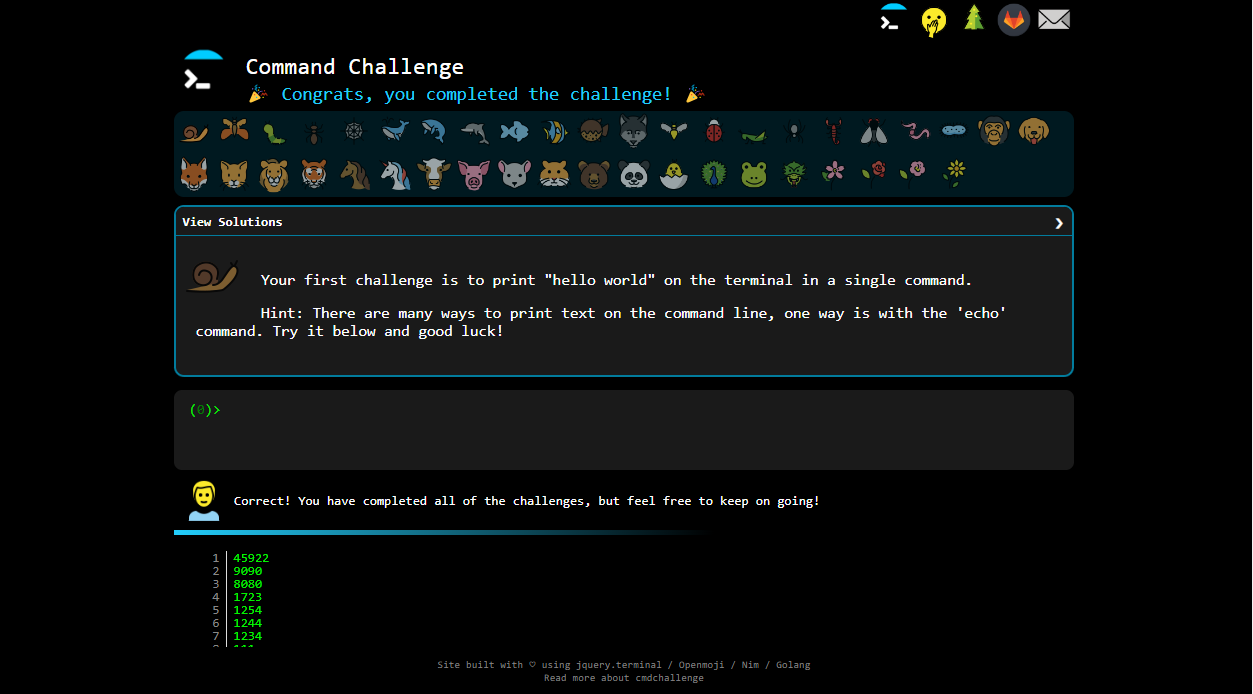 Command Challenge
Congrats, you completed the challenge!
View Solutions
Your first challenge is to print "hello world" on the terminal in a single command.
Hint: There are many ways to print text on the command line, one way is with the 'echo'
command. Try it below and good luck!
(0)>
Correct! You have completed all of the challenges, but feel free to keep on going!
1 45922
2 9090
3 8080
4 1723
5 1254
6 1244
7 1234
Site built with ♡ using jquery.terminal / Openmoji / Nim / Golang
Read more about cmdchallenge